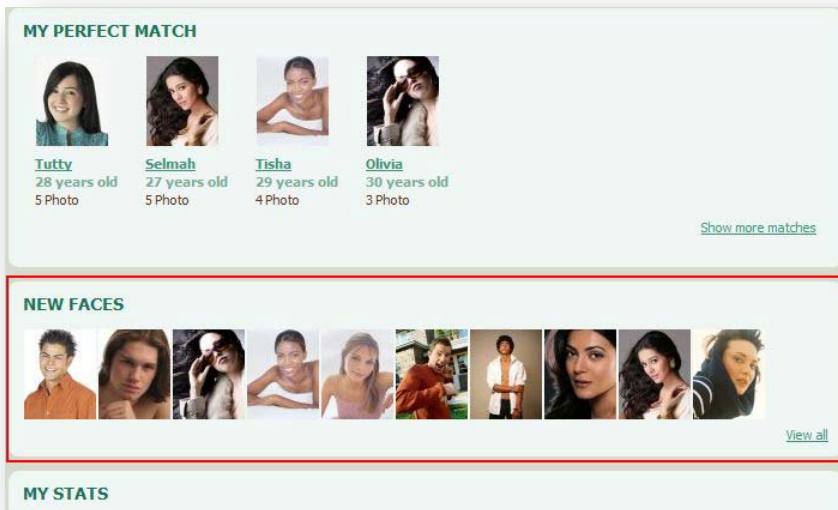 MY PERFECT MATCH
Tutty
28 years old
5 Photo
Selmah
27 years old
5 Photo
Tisha
29 years old
4 Photo
Olivia
30 years old
3 Photo
Show more matches
NEW FACES
View all
MY STATS